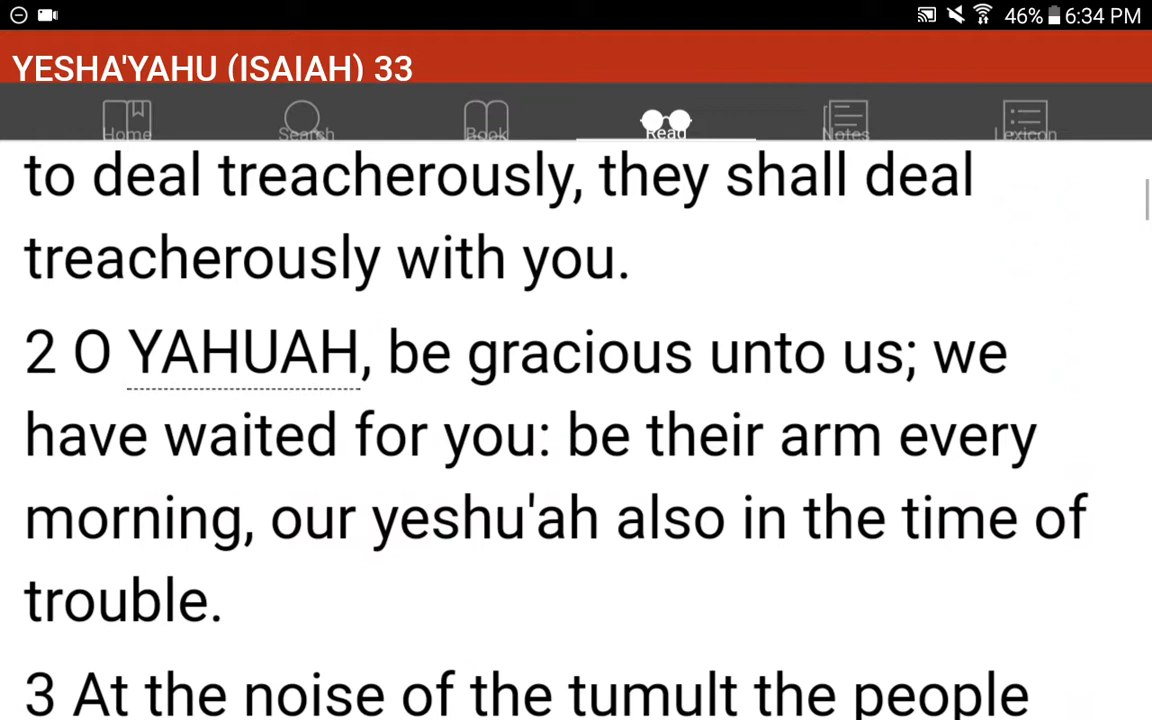 46% 6:34 PM
YESHA'YAHU (ISAIAH) 33
Home Search Book Read Notes Lexicon
to deal treacherously, they shall deal
treacherously with you.
2 O YAHUAH, be gracious unto us; we
have waited for you: be their arm every
morning, our yeshu'ah also in the time of
trouble.
3 At the noise of the tumult the people